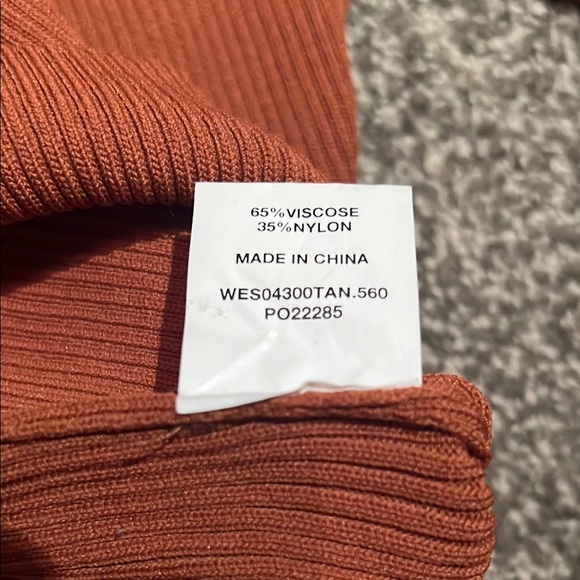 65%VISCOSE
35%NYLON
MADE IN CHINA
WES04300TAN.560
PO22285